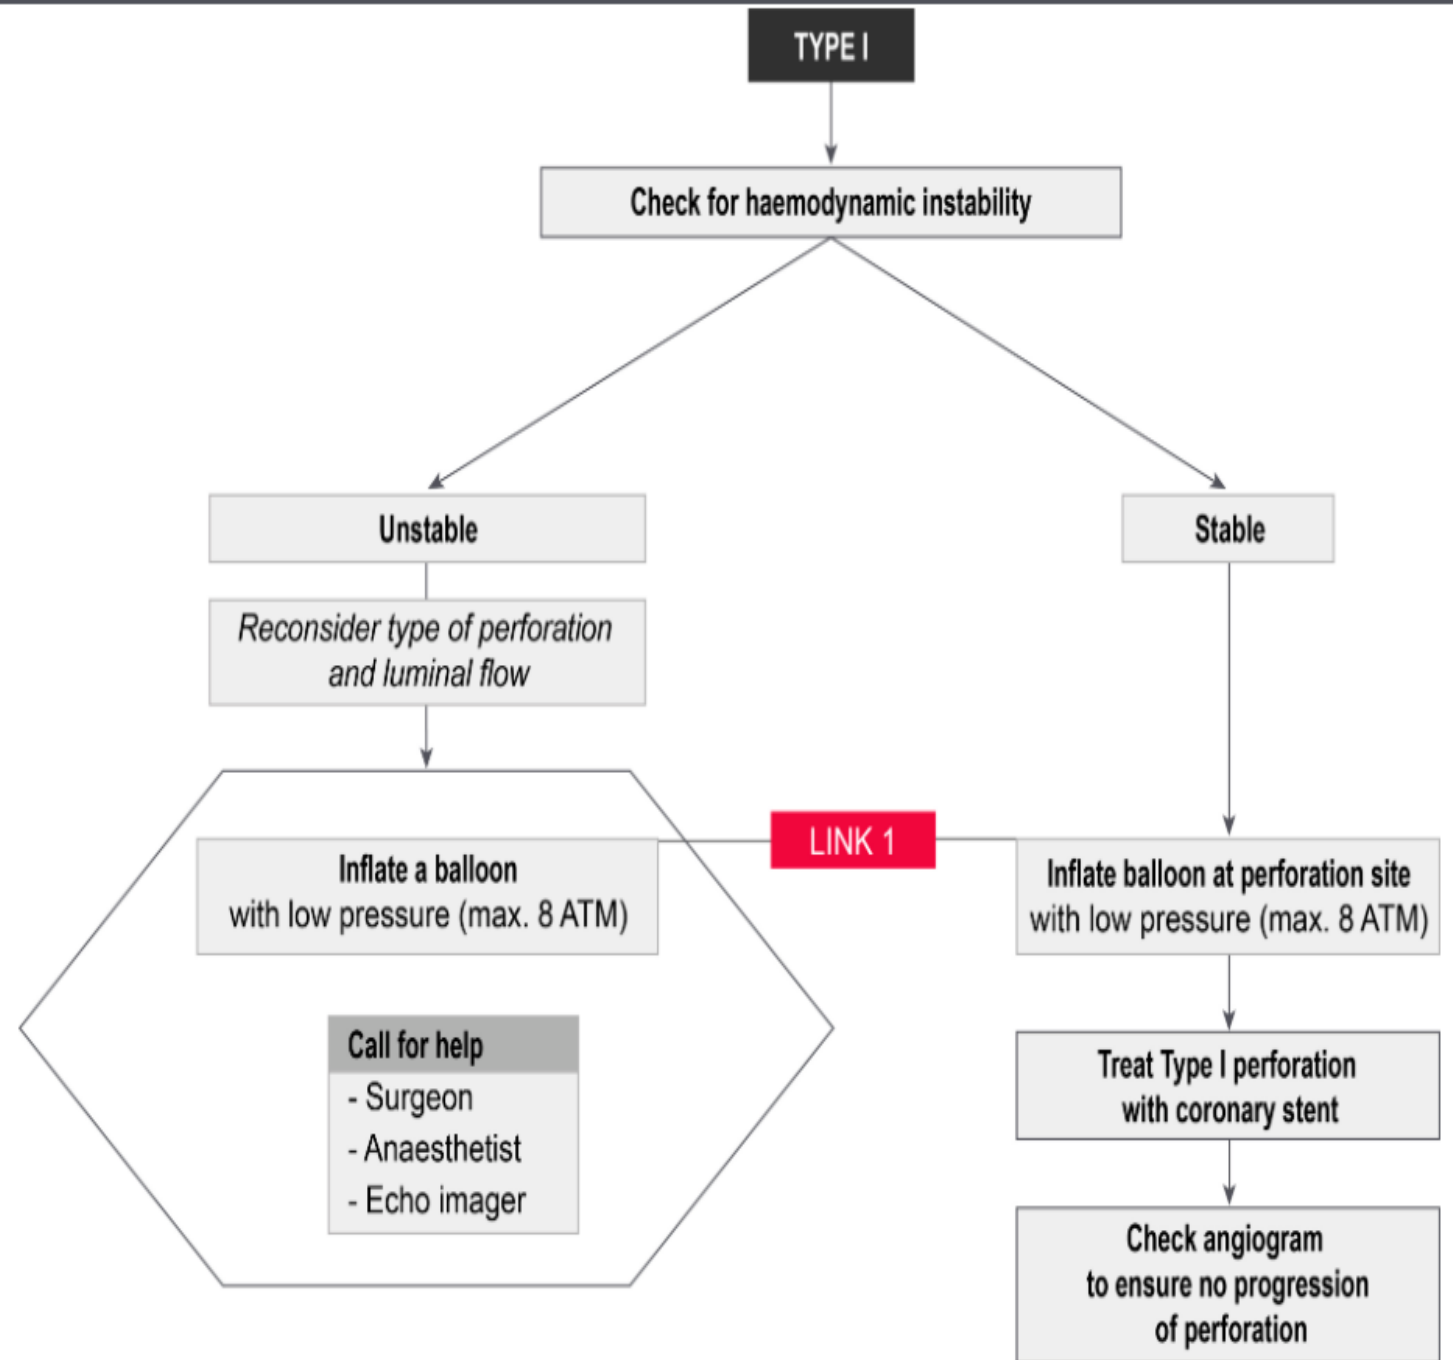 TYPE I
Check for haemodynamic instability
Unstable
Stable
Reconsider type of perforation
and luminal flow
LINK 1
Inflate a balloon
with low pressure (max. 8 ATM)
Inflate balloon at perforation site
with low pressure (max. 8 ATM)
Call for help
- Surgeon
- Anaesthetist
- Echo imager
Treat Type I perforation
with coronary stent
Check angiogram
to ensure no progression
of perforation